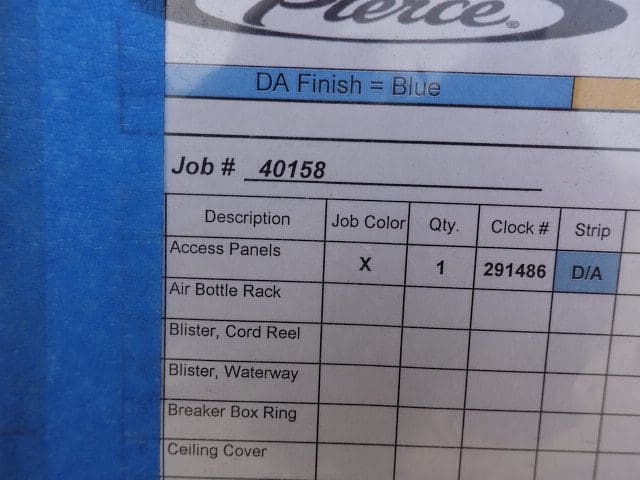 Pierce®
DA Finish = Blue
Job # 40158
Description Job Color Qty. Clock # Strip
Access Panels X 1 291486 D/A
Air Bottle Rack
Blister, Cord Reel
Blister, Waterway
Breaker Box Ring
Ceiling Cover